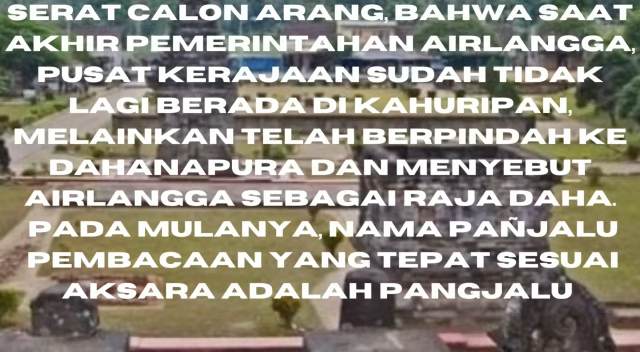 SERAT CALON ARANG, BAHWA SAAT
AKHIR PEMERINTAHAN AIRLANGGA,
PUSAT KERAJAAN SUDAH TIDAK
LAGI BERADA DI KAHURIPAN,
MELAINKAN TELAH BERPINDAH KE
DAHANAPURA DAN MENYEBUT
AIRLANGGA SEBAGAI RAJA DAHA.
PADA MULANYA, NAMA PAÑJALU
PEMBACAAN YANG TEPAT SESUAI
AKSARA ADALAH PANGJALU